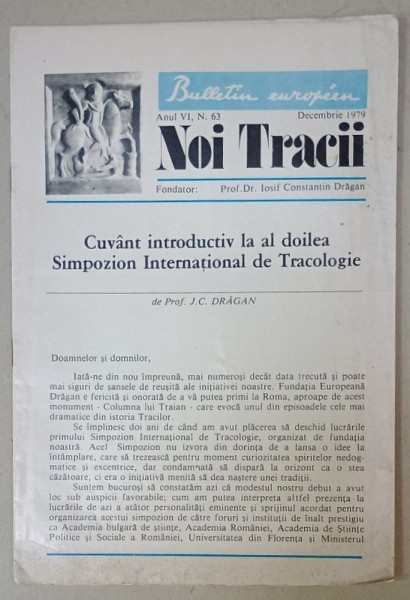 Bulletin européen
Anul VI, N. 63 Decembrie 1979
Noi Tracii
Fondator: Prof. Dr. Iosif Constantin Drăgan
Cuvânt introductiv la al doilea
Simpozion Internațional de Tracologie
de Prof. J.C. DRĂGAN
Doamnelor și domnilor,
Iată-ne din nou împreună, mai numeroși decât data trecută și poate
mai siguri de șansele de reușită ale inițiativei noastre. Fundația Europeană
Drăgan e fericită și onorată de a vă putea primi la Roma, aproape de acest
monument - Columna lui Traian - care evocă unul din episoadele cele mai
dramatice din istoria Tracilor.
Se împlinesc doi ani de când am avut plăcerea să deschid lucrările
primului Simpozion Internațional de Tracologie, organizat de fundația
noastră. Acel Simpozion nu izvora din dorința de a lansa o idee la
întâmplare, care să trezească pentru moment curiozitatea spiritelor nedog-
matice și excentrice, dar condamnată să dispară la orizont ca o stea
căzătoare, ci era o inițiativă menită să dea naștere unei tradiții.
Suntem bucuroși să constatăm azi că modestul nostru debut a avut
loc sub auspicii favorabile; cum am putea interpreta altfel prezența la
lucrările de azi a atâtor personalități eminente și sprijinul acordat pentru
organizarea acestui simpozion de către foruri și instituții de înalt prestigiu
ca Academia bulgară de științe, Academia României, Academia de Științe
Politice și Sociale a României, Universitatea din Florența și Ministerul